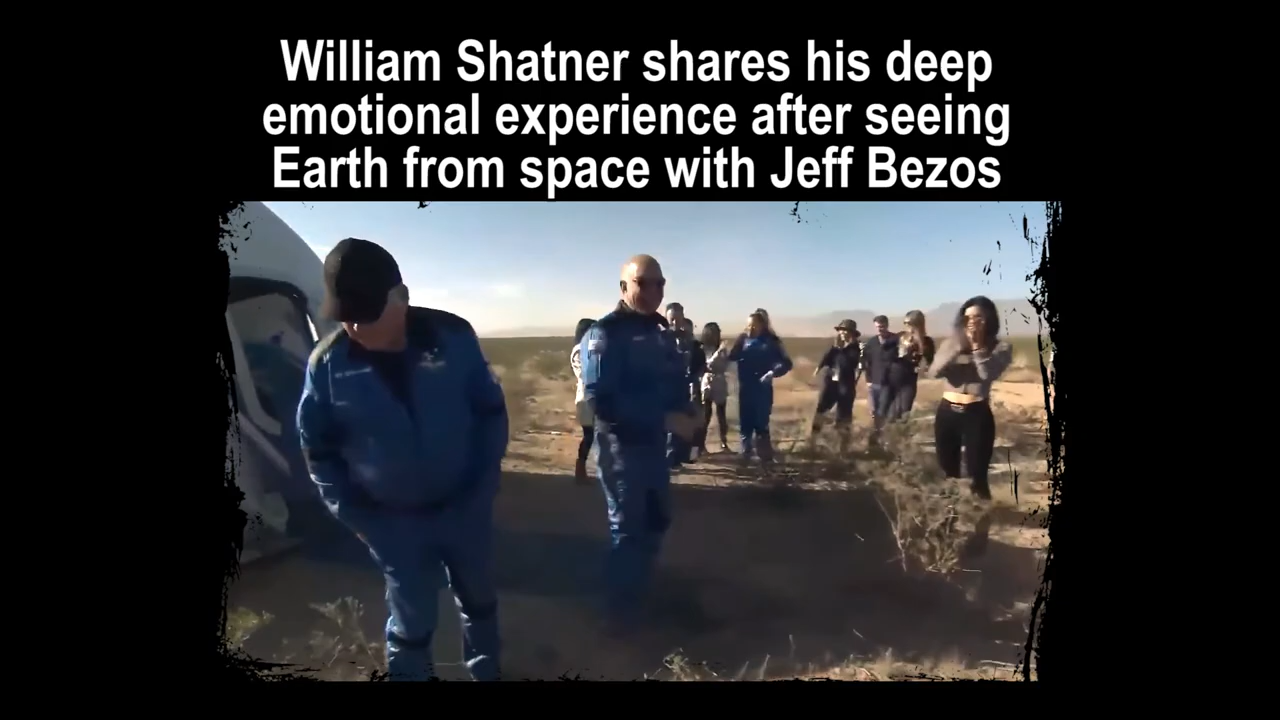 William Shatner shares his deep
emotional experience after seeing
Earth from space with Jeff Bezos